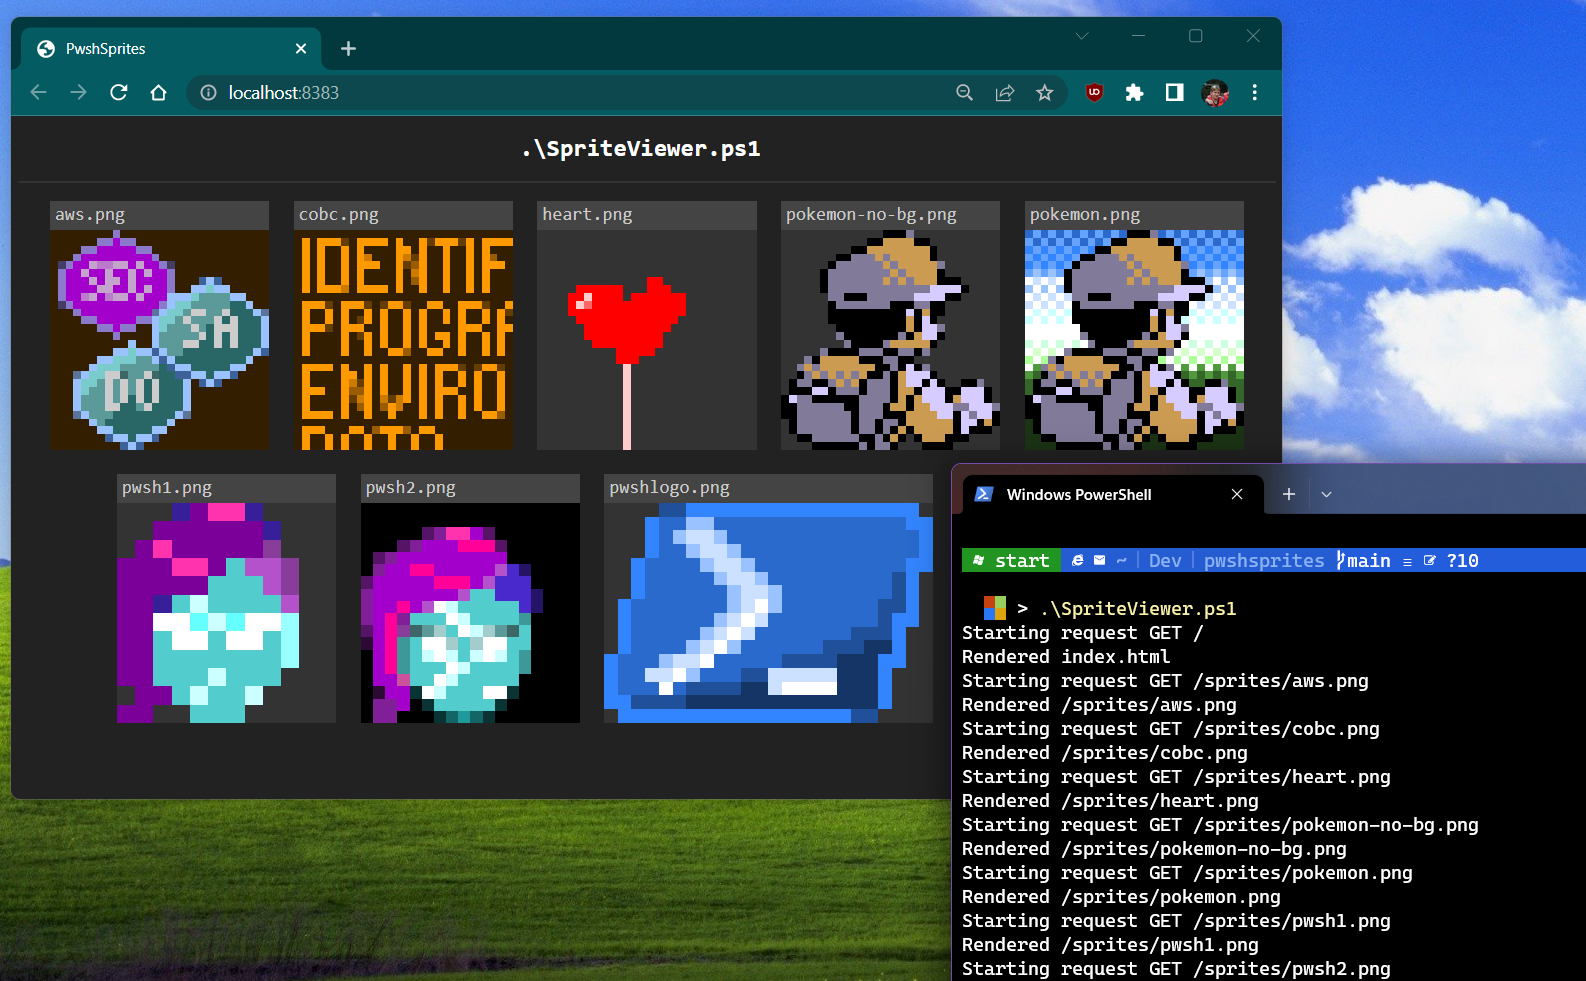 PwshSprites
localhost:8383
.\SpriteViewer.ps1
aws.png
cobc.png
heart.png
pokemon-no-bg.png
pokemon.png
SEC
SA
DO
IDENTIF
PROGRA
ENVIRO
pwsh1.png
pwsh2.png
pwshlogo.png
Windows PowerShell
start ~ Dev pwshsprites main ≡ ?10
> .\SpriteViewer.ps1
Starting request GET /
Rendered index.html
Starting request GET /sprites/aws.png
Rendered /sprites/aws.png
Starting request GET /sprites/cobc.png
Rendered /sprites/cobc.png
Starting request GET /sprites/heart.png
Rendered /sprites/heart.png
Starting request GET /sprites/pokemon-no-bg.png
Rendered /sprites/pokemon-no-bg.png
Starting request GET /sprites/pokemon.png
Rendered /sprites/pokemon.png
Starting request GET /sprites/pwsh1.png
Rendered /sprites/pwsh1.png
Starting request GET /sprites/pwsh2.png